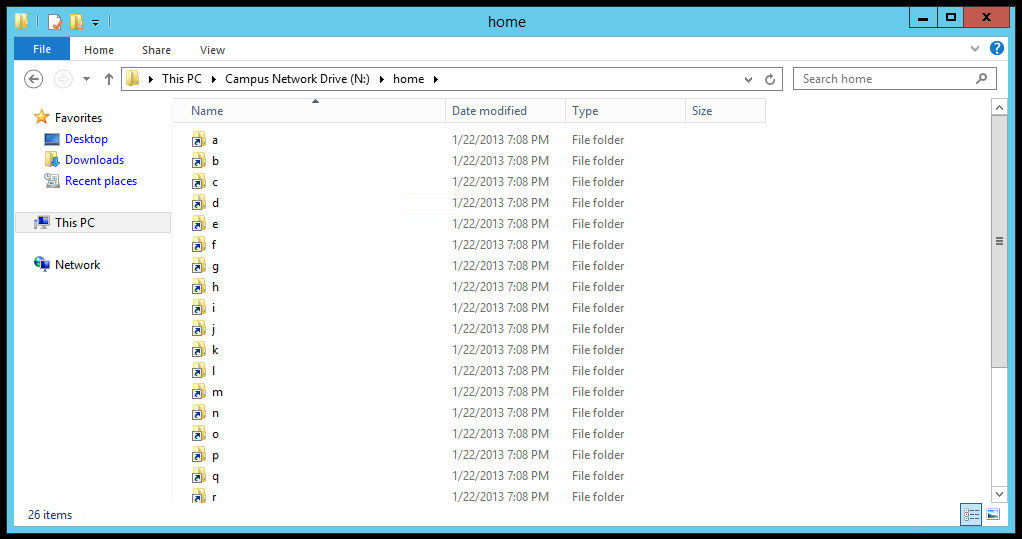 home
File Home Share View
This PC Campus Network Drive (N:) home Search home
Name Date modified Type Size
Favorites
Desktop
Downloads
Recent places
This PC
Network
a 1/22/2013 7:08 PM File folder
b 1/22/2013 7:08 PM File folder
c 1/22/2013 7:08 PM File folder
d 1/22/2013 7:08 PM File folder
e 1/22/2013 7:08 PM File folder
f 1/22/2013 7:08 PM File folder
g 1/22/2013 7:08 PM File folder
h 1/22/2013 7:08 PM File folder
i 1/22/2013 7:08 PM File folder
j 1/22/2013 7:08 PM File folder
k 1/22/2013 7:08 PM File folder
l 1/22/2013 7:08 PM File folder
m 1/22/2013 7:08 PM File folder
n 1/22/2013 7:08 PM File folder
o 1/22/2013 7:08 PM File folder
p 1/22/2013 7:08 PM File folder
q 1/22/2013 7:08 PM File folder
r 1/22/2013 7:08 PM File folder
26 items